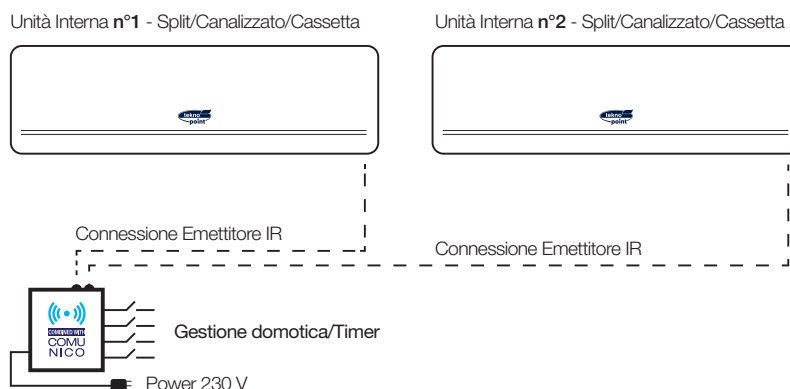 Unità Interna n°1 - Split/Canalizzato/Cassetta
Unità Interna n°2 - Split/Canalizzato/Cassetta
tekno
point
tekno
point
Connessione Emettitore IR
Connessione Emettitore IR
COMU
NICO
Gestione domotica/Timer
Power 230 V